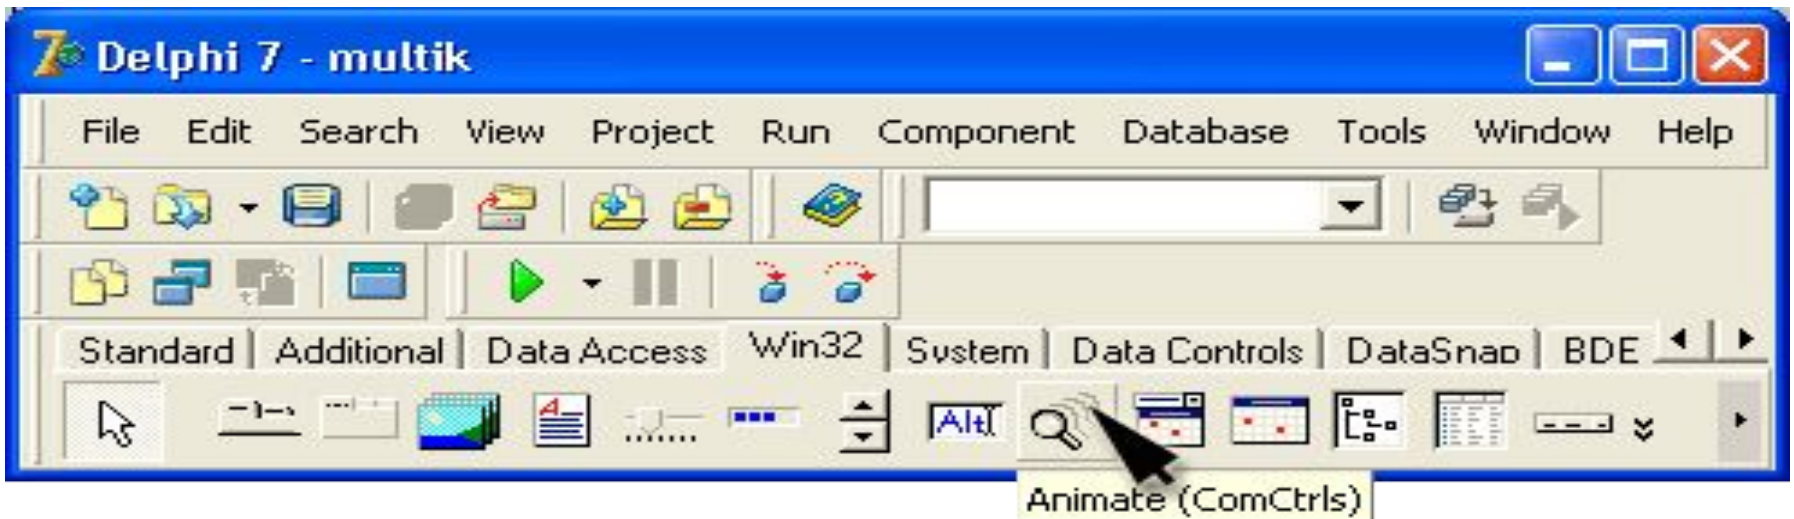 Delphi 7 - multik
File Edit Search View Project Run Component Database Tools Window Help
Standard Additional Data Access Win32 System Data Controls DataSnap BDE
A AI
Animate (ComCtrls)